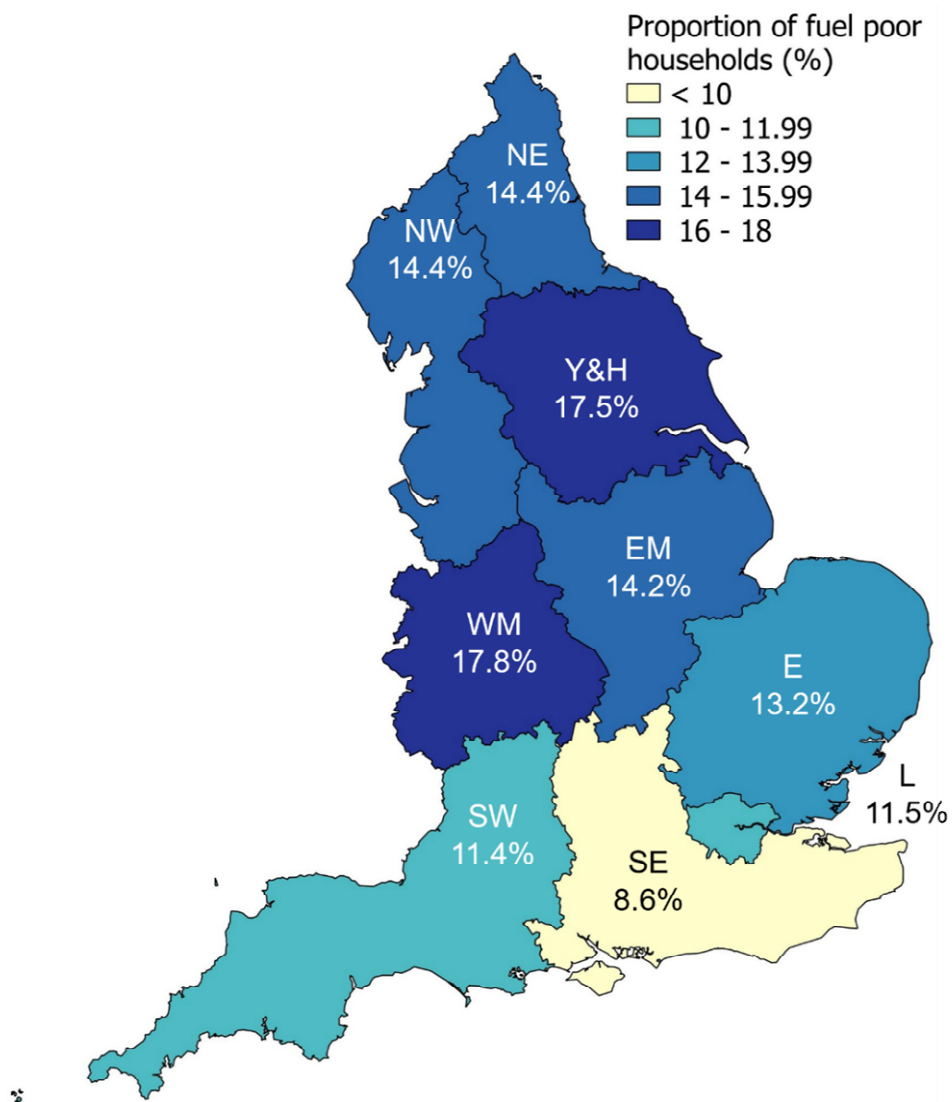 Proportion of fuel poor
households (%)
< 10
10 - 11.99
12 - 13.99
14 - 15.99
16 - 18
NE
14.4%
NW
14.4%
Y&H
17.5%
EM
14.2%
WM
17.8%
E
13.2%
L
11.5%
SW
11.4%
SE
8.6%